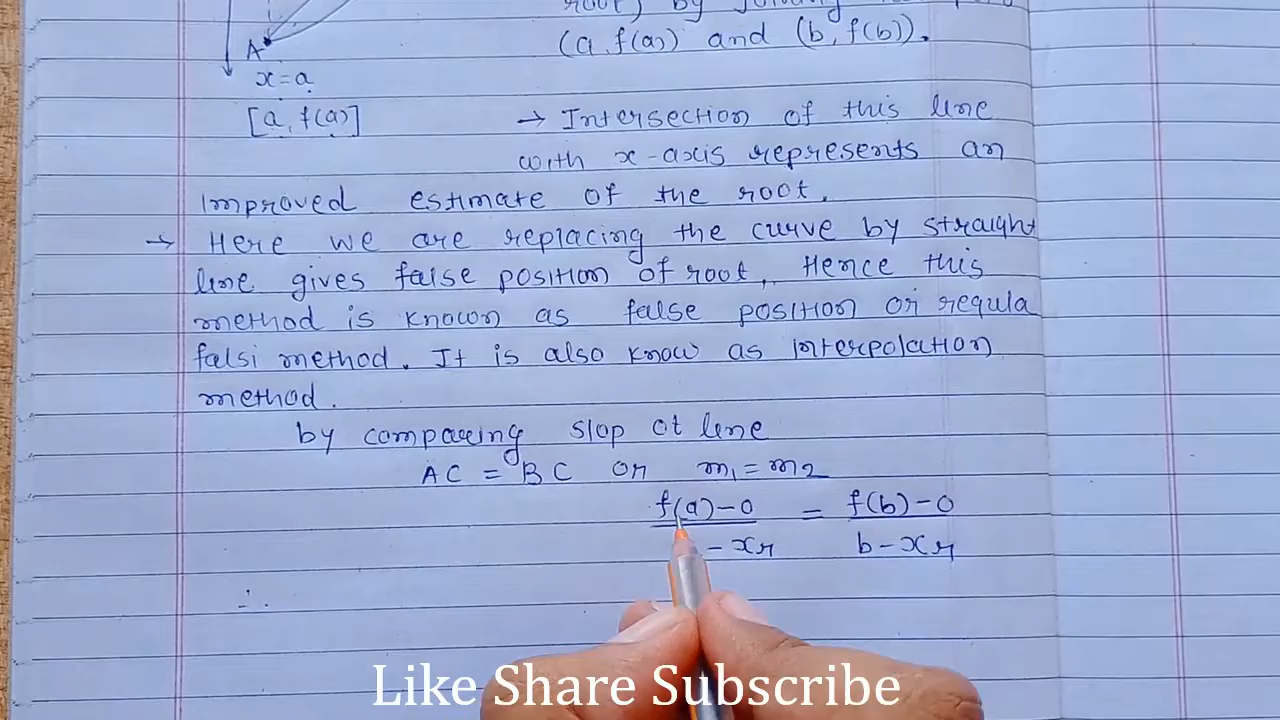 root) by
(a, f(a)) and (b, f(b)).
A
x=a
[a, f(a)]
→ Intersection of this line
with x-axis represents an
improved estimate of the root.
→ Here we are replacing the curve by straight
line gives false position of root, Hence this
method is known as false position or regula
falsi method. It is also know as interpolation
method.
by comparing slop of line
AC = BC or m₁ = m₂
f(a)-0 = f(b)-0
- xr b - xr
∴
Like Share Subscribe